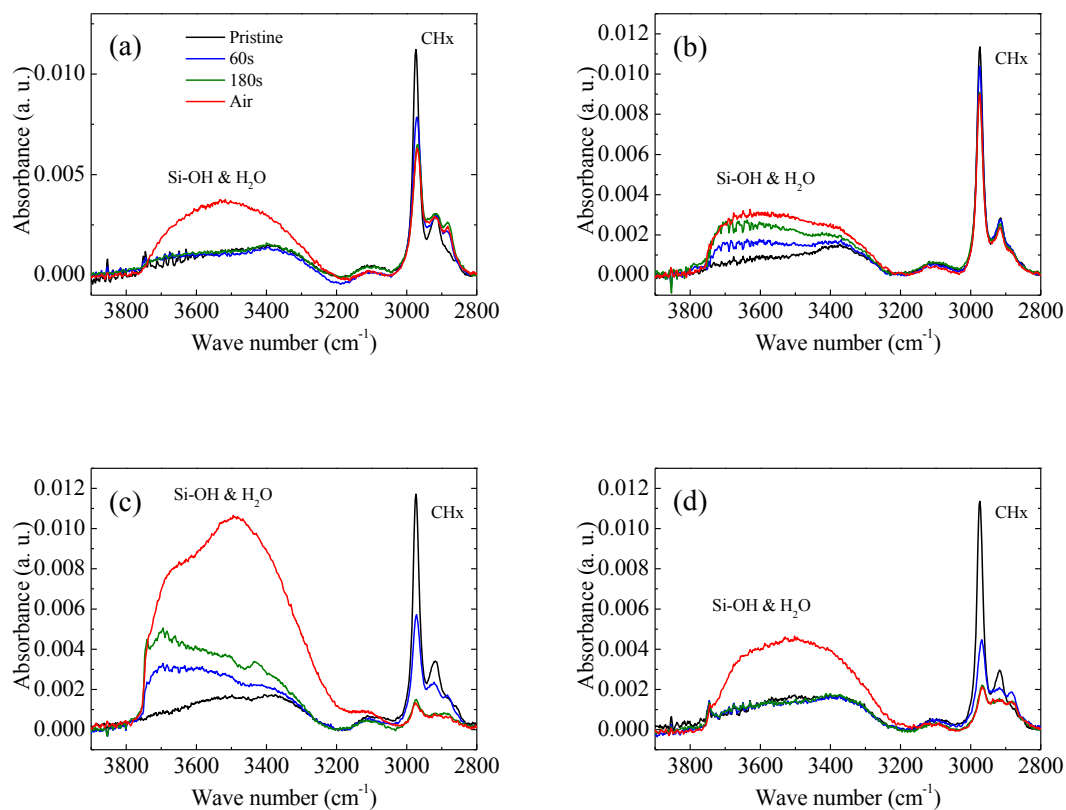 (a)
Pristine
60s
180s
Air
CHx
Si-OH & H2O
0.010
0.005
0.000
3800 3600 3400 3200 3000 2800
Absorbance (a. u.)
Wave number (cm-1)
(b)
CHx
Si-OH & H2O
0.012
0.010
0.008
0.006
0.004
0.002
0.000
3800 3600 3400 3200 3000 2800
Absorbance (a. u.)
Wave number (cm-1)
(c)
Si-OH & H2O
CHx
0.012
0.010
0.008
0.006
0.004
0.002
0.000
3800 3600 3400 3200 3000 2800
Absorbance (a. u.)
Wave number (cm-1)
(d)
CHx
Si-OH & H2O
0.012
0.010
0.008
0.006
0.004
0.002
0.000
3800 3600 3400 3200 3000 2800
Absorbance (a. u.)
Wave number (cm-1)